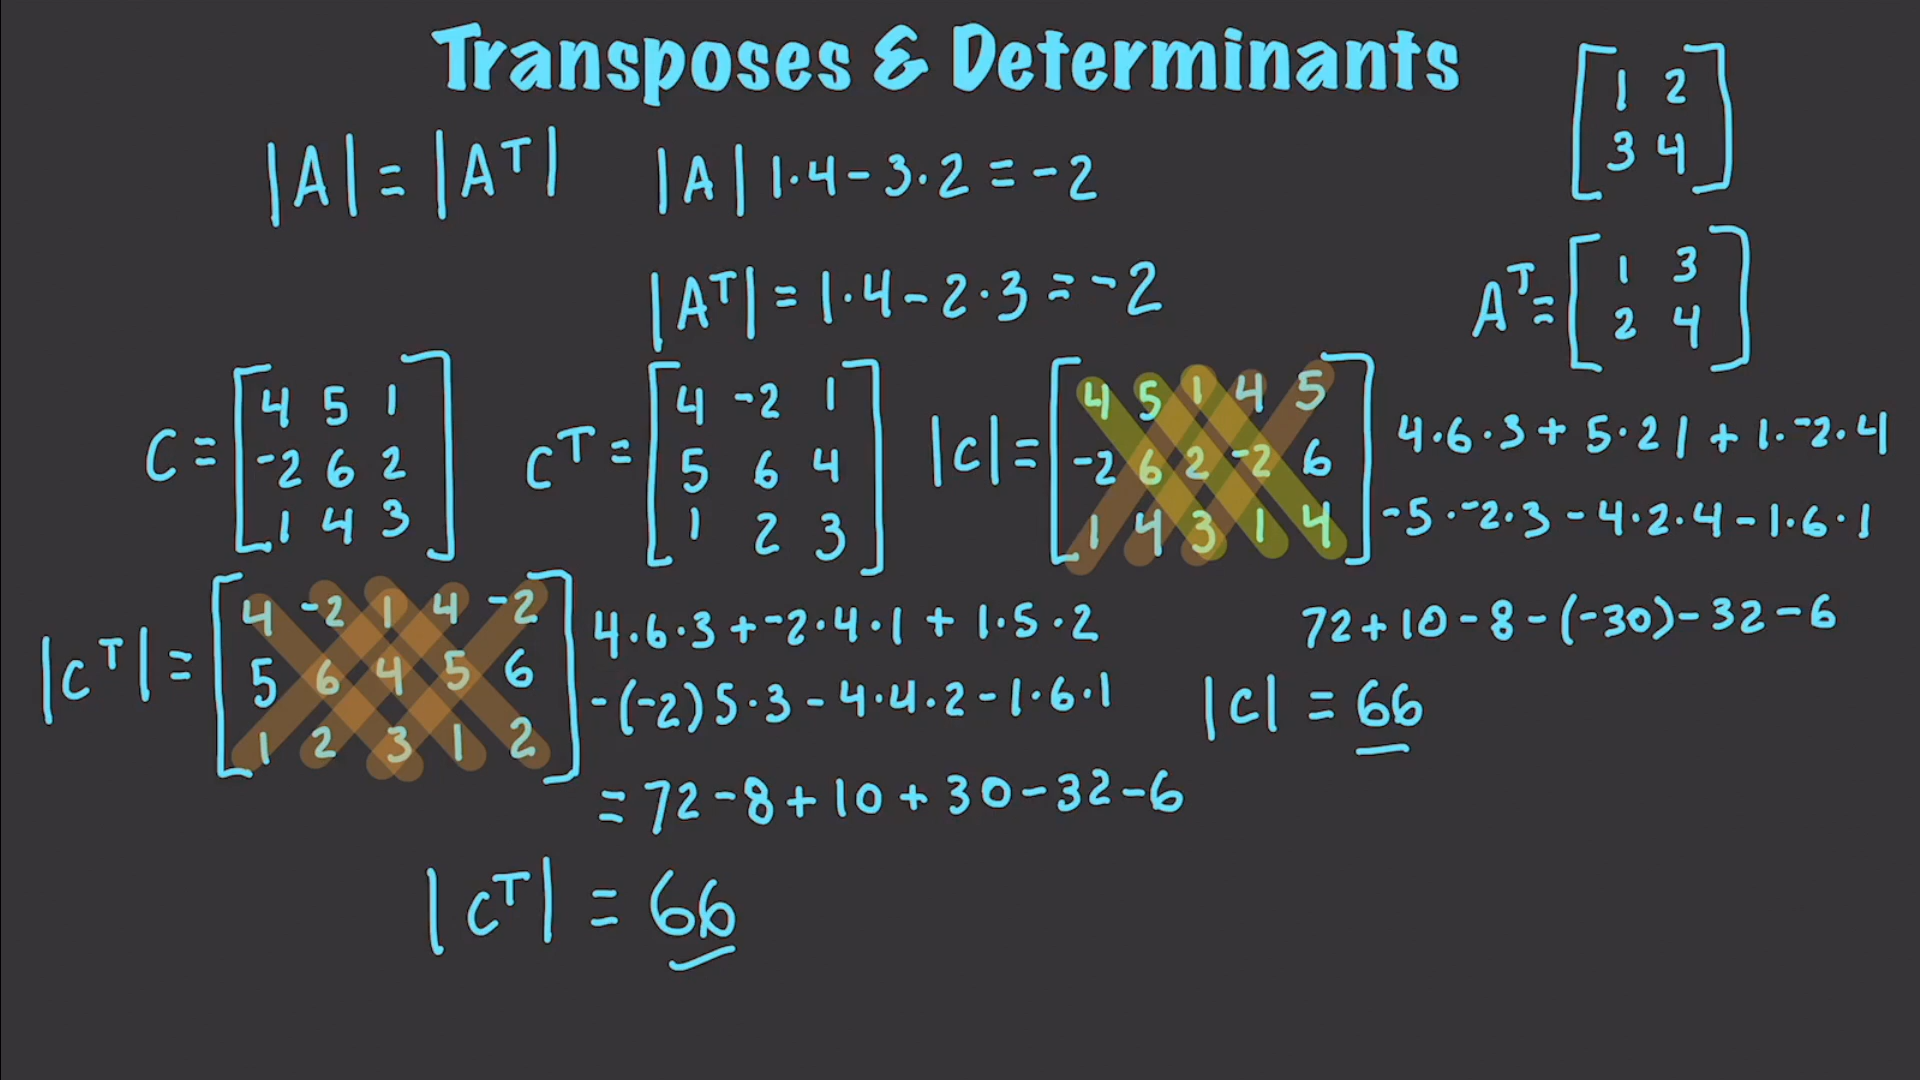 Transposes & Determinants
|A| = |Aᵀ|
|A| 1·4 - 3·2 = -2
[1 2
3 4]
|Aᵀ| = 1·4 - 2·3 = -2
Aᵀ = [1 3
2 4]
C = [4 5 1
-2 6 2
1 4 3]
Cᵀ = [4 -2 1
5 6 4
1 2 3]
|C| = [4 5 1 4 5
-2 6 2 -2 6
1 4 3 1 4]
4·6·3 + 5·2 1 + 1·-2·4
-5·-2·3 - 4·2·4 - 1·6·1
72 + 10 - 8 - (-30) - 32 - 6
|C| = 66
|Cᵀ| = [4 -2 1 4 -2
5 6 4 5 6
1 2 3 1 2]
4·6·3 + -2·4·1 + 1·5·2
-(-2)5·3 - 4·4·2 - 1·6·1
= 72 - 8 + 10 + 30 - 32 - 6
|Cᵀ| = 66